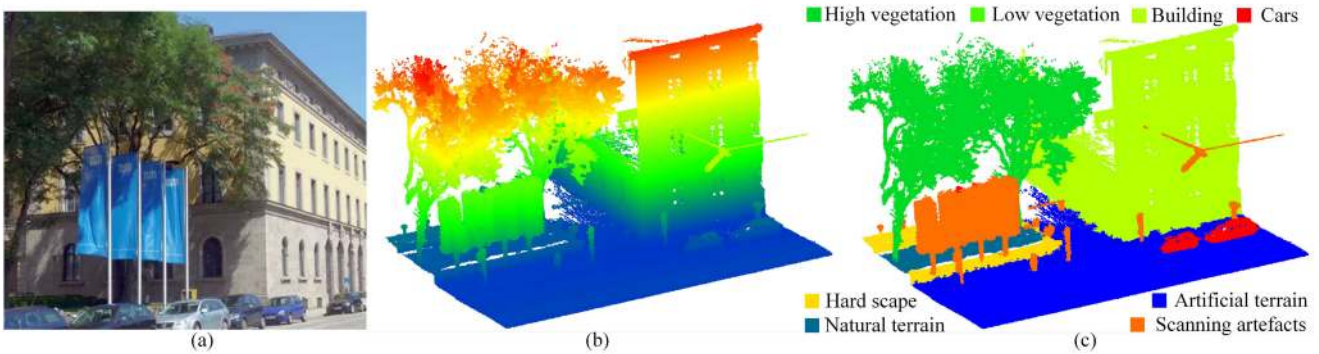 High vegetation Low vegetation Building Cars
Hard scape Artificial terrain
Natural terrain Scanning artefacts
(a) (b) (c)